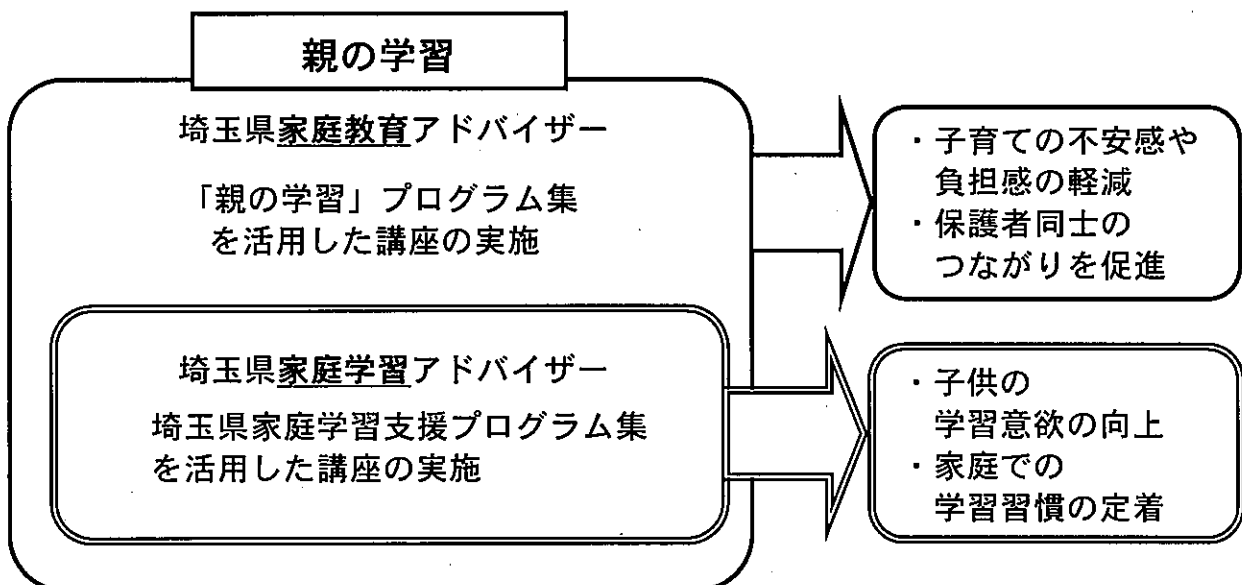 親の学習
埼玉県家庭教育アドバイザー
「親の学習」プログラム集
を活用した講座の実施
・子育ての不安感や
負担感の軽減
・保護者同士の
つながりを促進
埼玉県家庭学習アドバイザー
埼玉県家庭学習支援プログラム集
を活用した講座の実施
・子供の
学習意欲の向上
・家庭での
学習習慣の定着